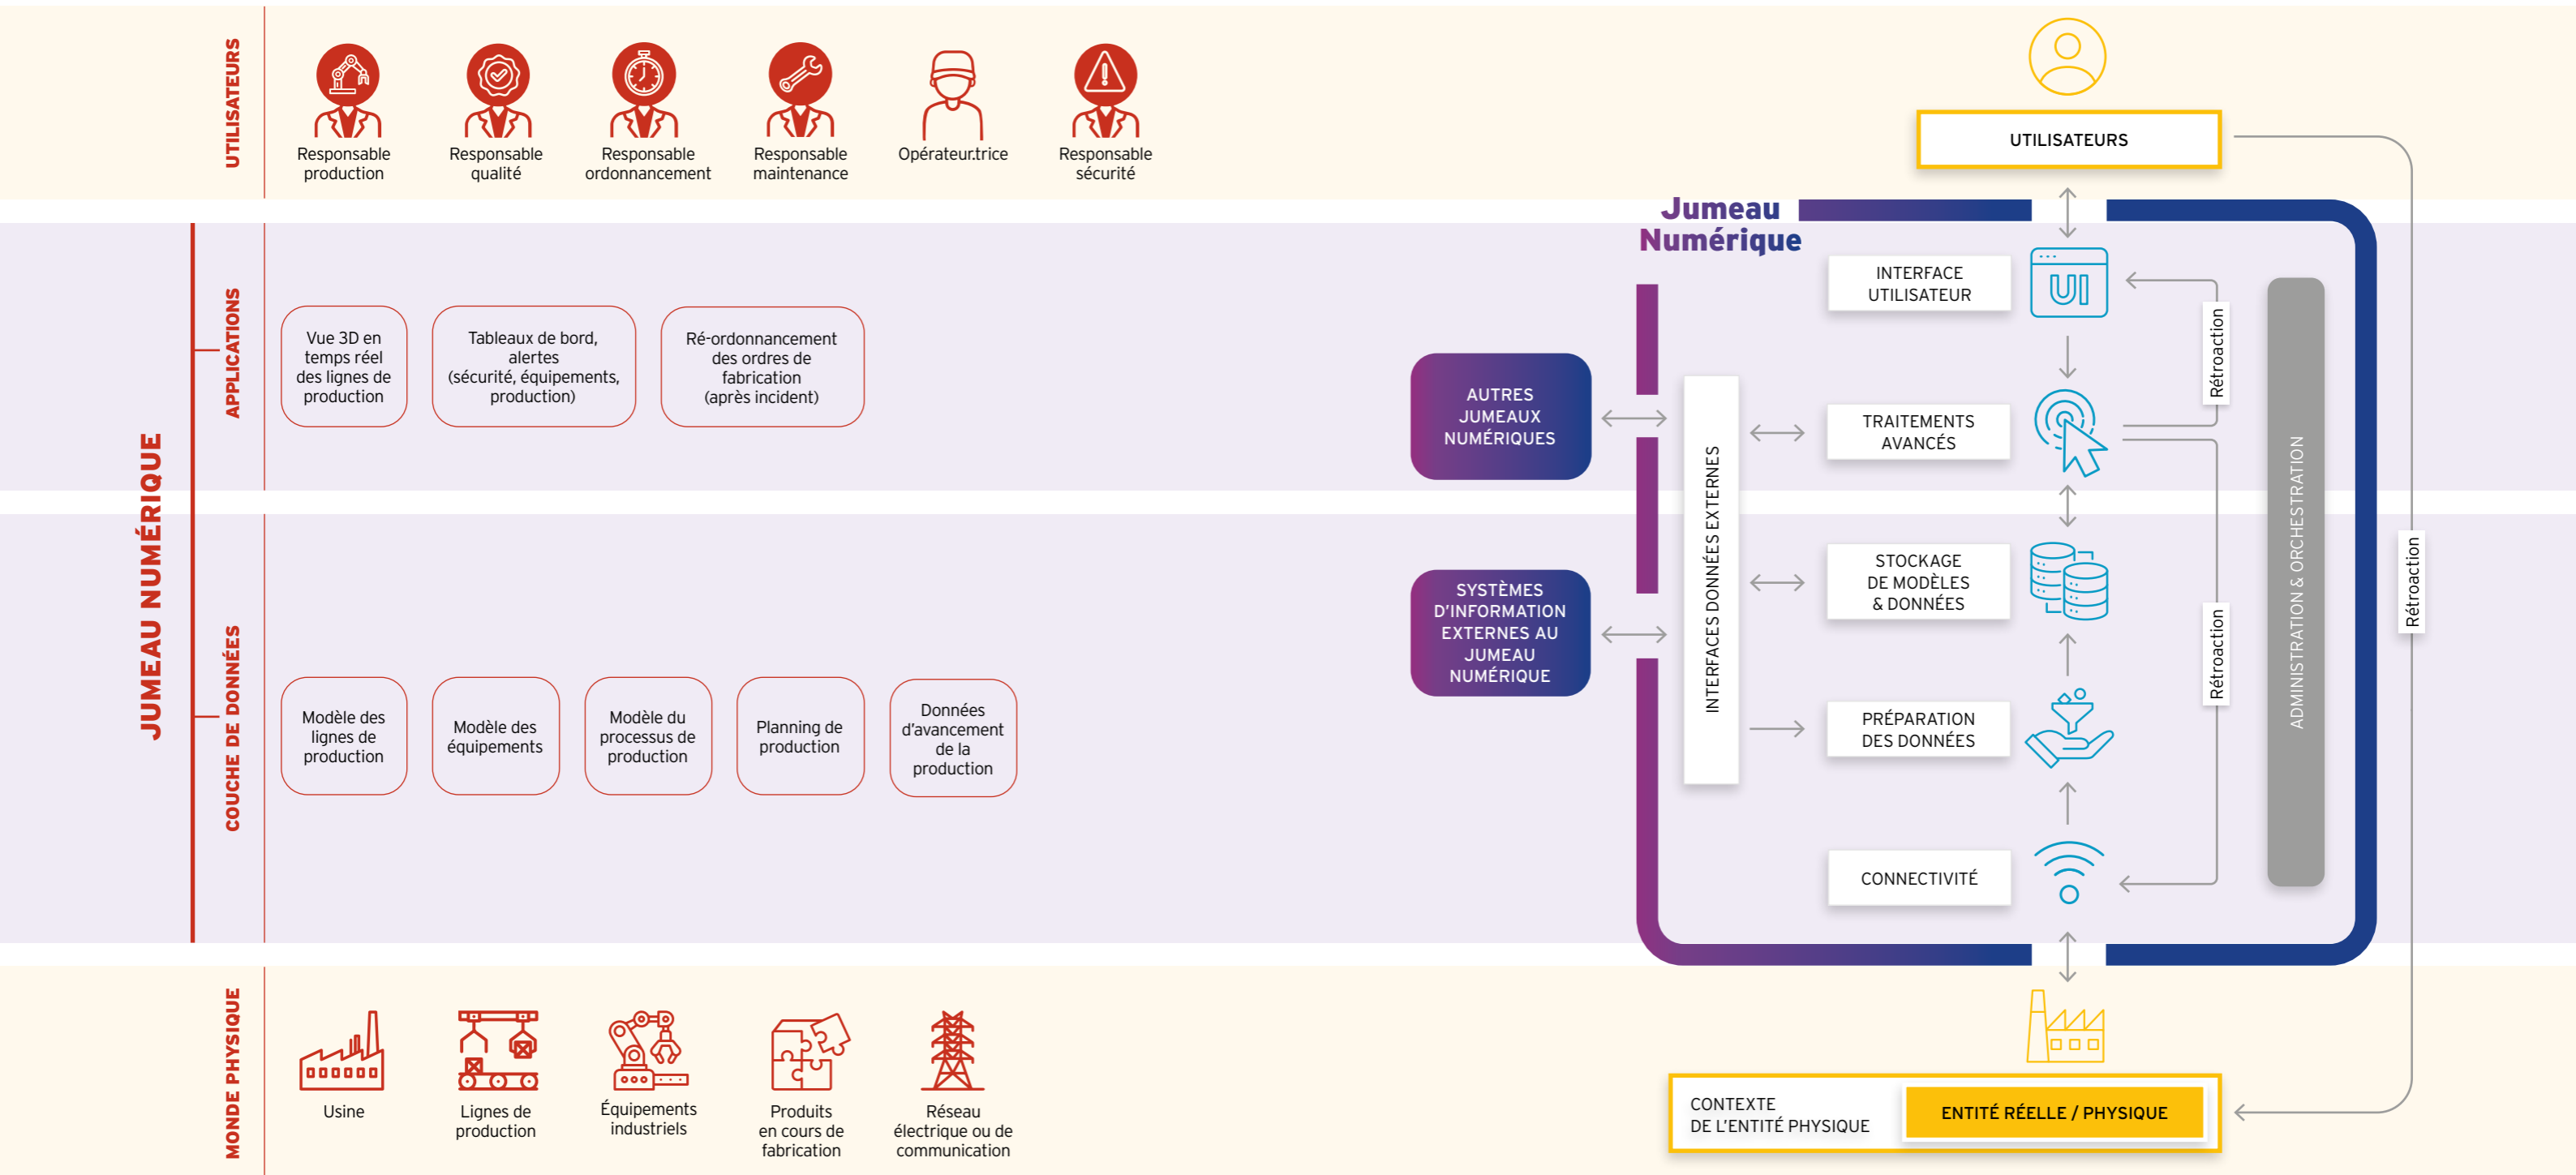 UTILISATEURS
Responsable
production
Responsable
qualité
Responsable
ordonnancement
Responsable
maintenance
Opérateur.trice
Responsable
sécurité
UTILISATEURS
JUMEAU NUMÉRIQUE
APPLICATIONS
Vue 3D en
temps réel
des lignes de
production
Tableaux de bord,
alertes
(sécurité, équipements,
production)
Ré-ordonnancement
des ordres de
fabrication
(après incident)
COUCHE DE DONNÉES
Modèle des
lignes de
production
Modèle des
équipements
Modèle du
processus de
production
Planning de
production
Données
d'avancement
de la
production
Jumeau
Numérique
AUTRES
JUMEAUX
NUMÉRIQUES
SYSTÈMES
D'INFORMATION
EXTERNES AU
JUMEAU
NUMÉRIQUE
INTERFACES DONNÉES EXTERNES
INTERFACE
UTILISATEUR
UI
TRAITEMENTS
AVANCÉS
STOCKAGE
DE MODÈLES
& DONNÉES
PRÉPARATION
DES DONNÉES
CONNECTIVITÉ
Rétroaction
Rétroaction
ADMINISTRATION & ORCHESTRATION
Rétroaction
MONDE PHYSIQUE
Usine
Lignes de
production
Équipements
industriels
Produits
en cours de
fabrication
Réseau
électrique ou de
communication
CONTEXTE
DE L'ENTITÉ PHYSIQUE
ENTITÉ RÉELLE / PHYSIQUE